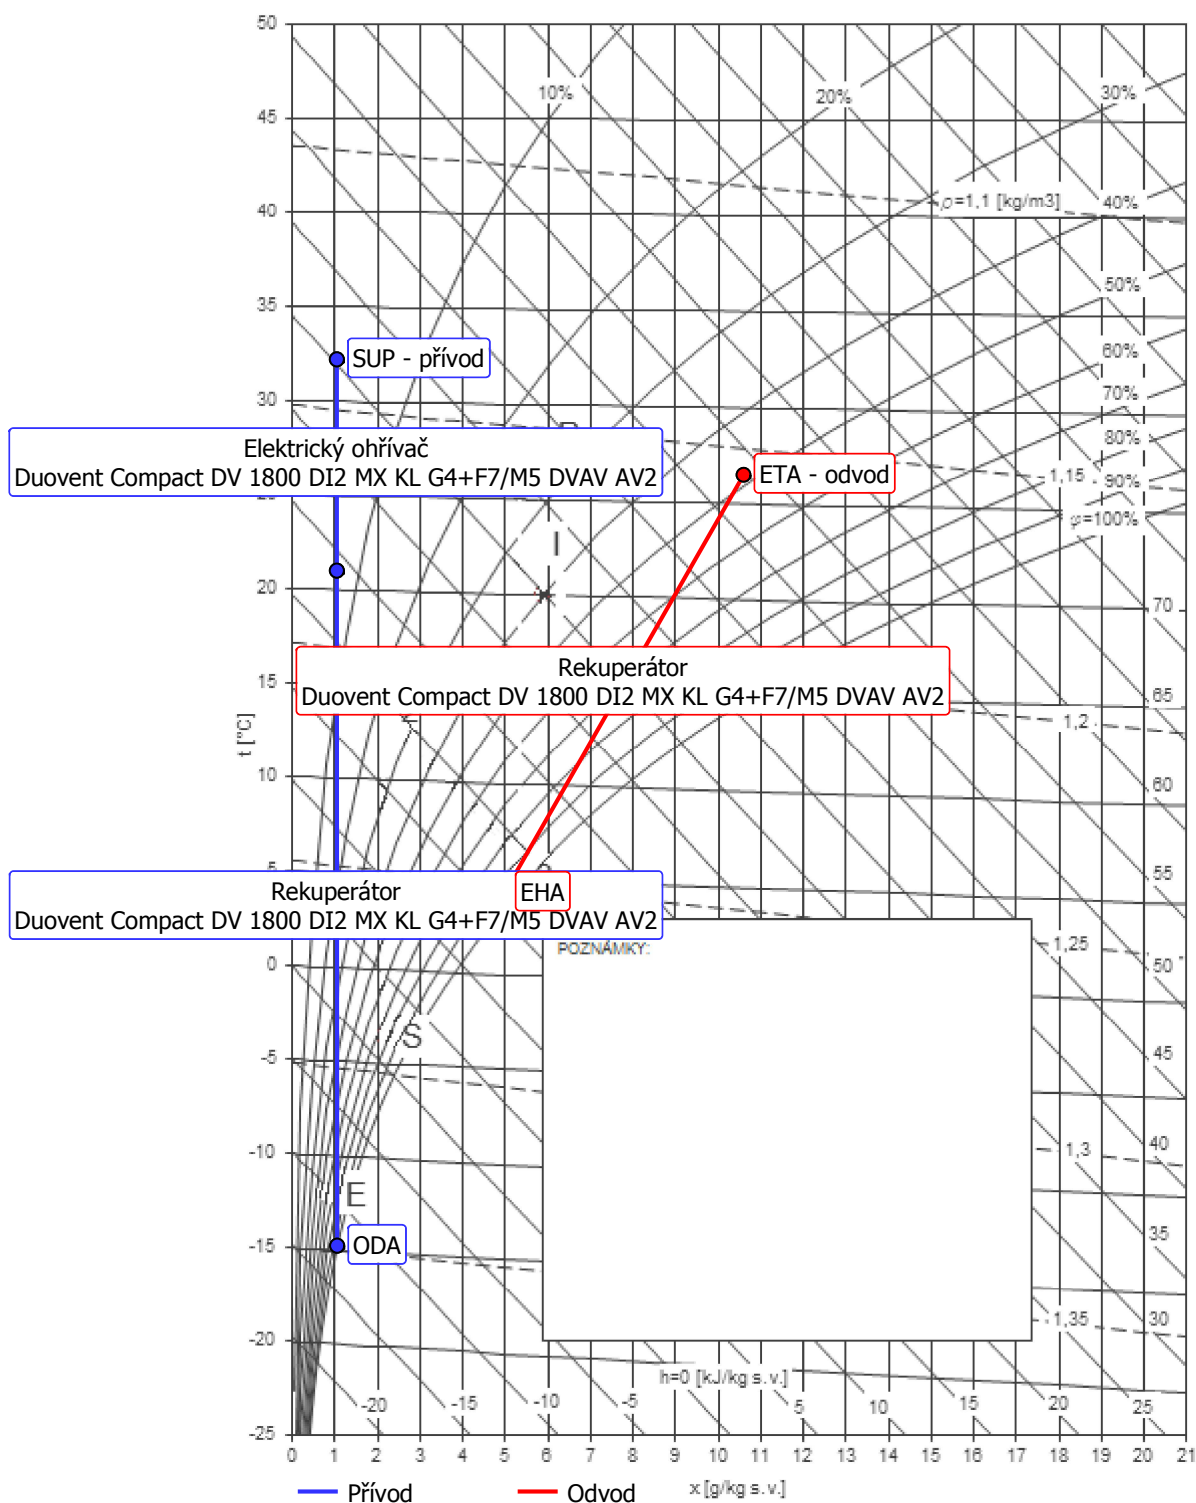 50
45
40
35
30
25
20
15
10
5
0
-5
-10
-15
-20
-25
t [°C]
10%
20%
30%
ρ=1,1 [kg/m3]
40%
50%
60%
70%
80%
90%
φ=100%
SUP - přívod
Elektrický ohřívač
Duovent Compact DV 1800 DI2 MX KL G4+F7/M5 DVAV AV2
ETA - odvod
1,15
I
70
Rekuperátor
Duovent Compact DV 1800 DI2 MX KL G4+F7/M5 DVAV AV2
65
1,2
60
55
Rekuperátor
Duovent Compact DV 1800 DI2 MX KL G4+F7/M5 DVAV AV2
EHA
POZNÁMKY:
1,25
50
S
45
1,3
40
E
ODA
35
1,35
30
h=0 [kJ/kg s.v.]
-20
-15
-10
-5
5
10
15
20
25
0 1 2 3 4 5 6 7 8 9 10 11 12 13 14 15 16 17 18 19 20 21
x [g/kg s.v.]
Přívod
Odvod